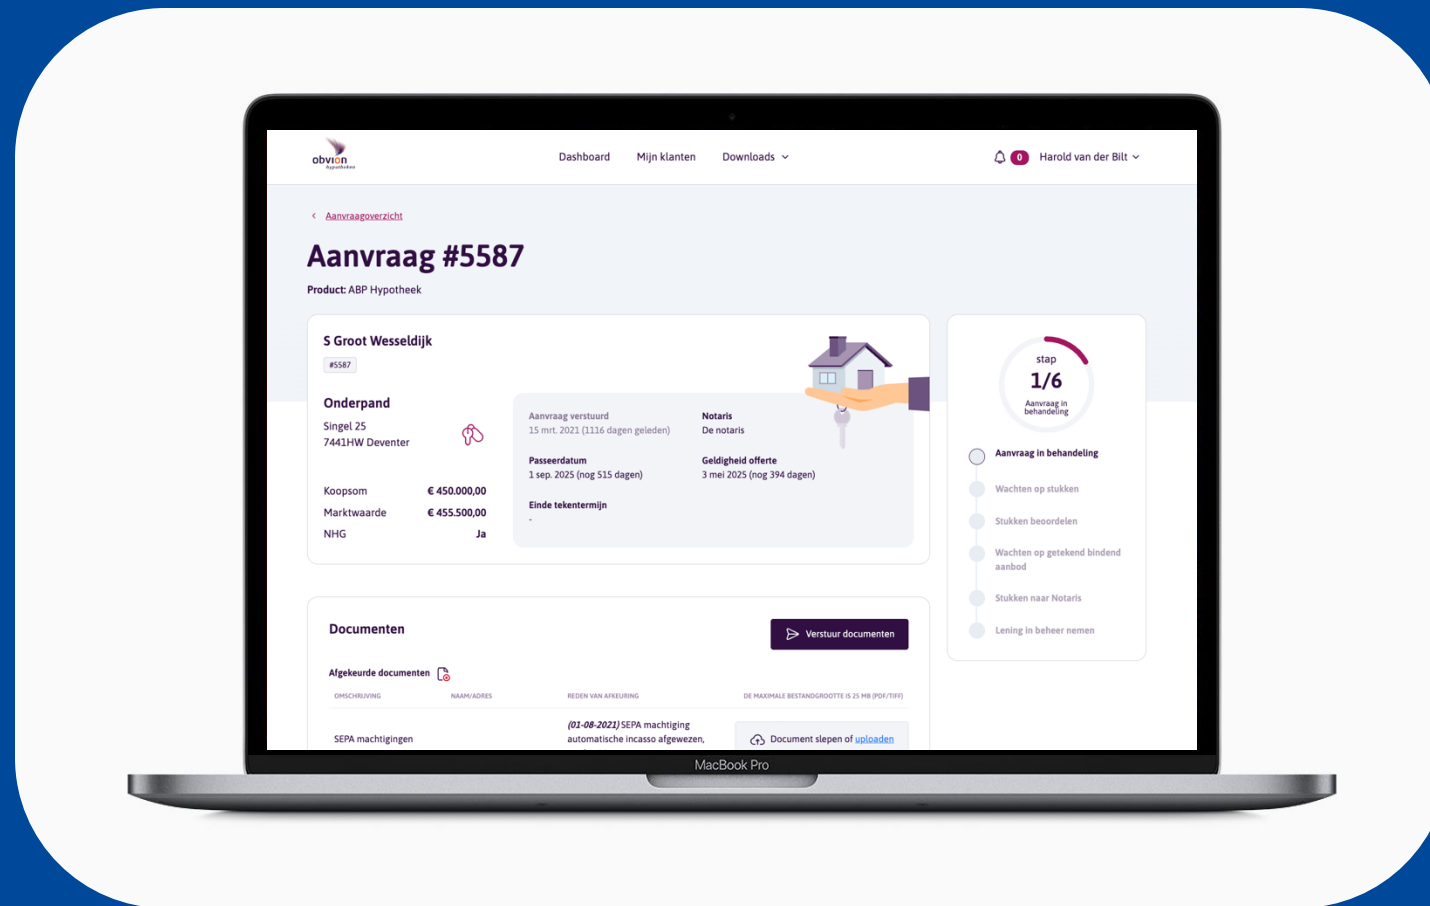 obvion
hypotheken
Dashboard
Mijn klanten
Downloads
0
Harold van der Bilt
Aanvraagoverzicht
Aanvraag #5587
Product: ABP Hypotheek
S Groot Wesseldijk
#5587
Onderpand
Singel 25
7441HW Deventer
Koopsom € 450.000,00
Marktwaarde € 455.500,00
NHG Ja
Aanvraag verstuurd
15 mrt. 2021 (1116 dagen geleden)
Notaris
De notaris
Passeerdatum
1 sep. 2025 (nog 515 dagen)
Geldigheid offerte
3 mei 2025 (nog 394 dagen)
Einde tekentermijn
-
stap
1/6
Aanvraag in
behandeling
Aanvraag in behandeling
Wachten op stukken
Stukken beoordelen
Wachten op getekend bindend
aanbod
Stukken naar Notaris
Lening in beheer nemen
Documenten
Verstuur documenten
Afgekeurde documenten
OMSCHRIJVING
NAAM/ADRES
REDEN VAN AFKEURING
DE MAXIMALE BESTANDGROOTTE IS 25 MB (PDF/TIFF)
SEPA machtigingen
(01-08-2021) SEPA machtiging
automatische incasso afgewezen,
Document slepen of uploaden
MacBook Pro